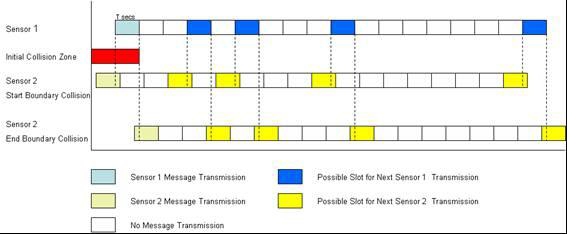 T secs
Sensor 1
Initial Collision Zone
Sensor 2
Start Boundary Collision
Sensor 2
End Boundary Collision
Sensor 1 Message Transmission
Possible Slot for Next Sensor 1 Transmission
Sensor 2 Message Transmission
Possible Slot for Next Sensor 2 Transmission
No Message Transmission